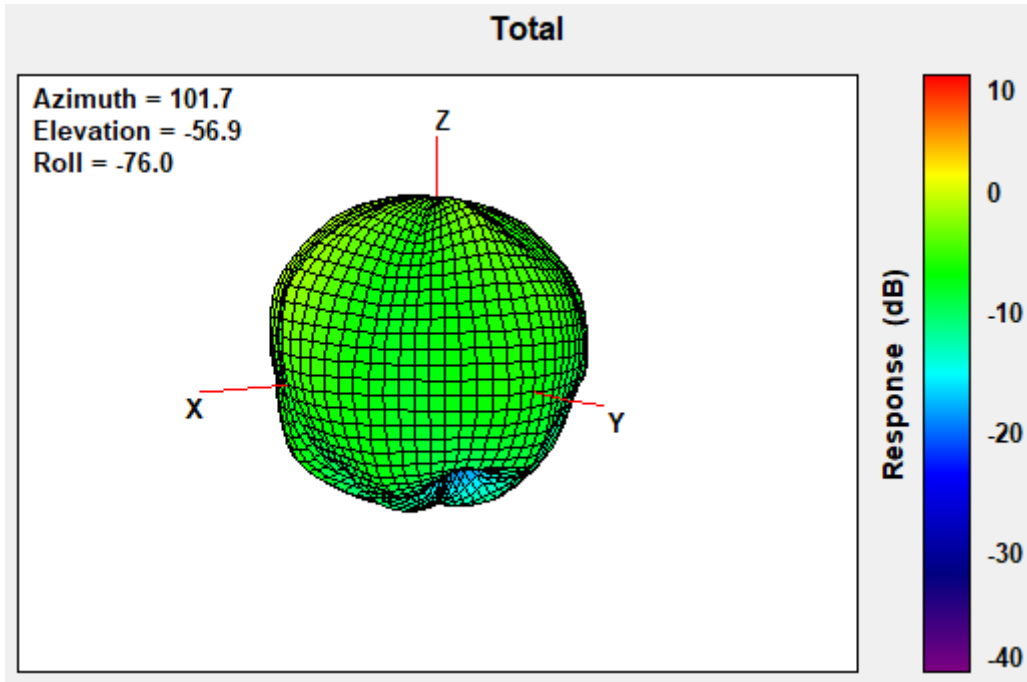 Total
Azimuth = 101.7
Elevation = -56.9
Roll = -76.0
Z
X
Y
Response (dB)
10
0
-10
-20
-30
-40